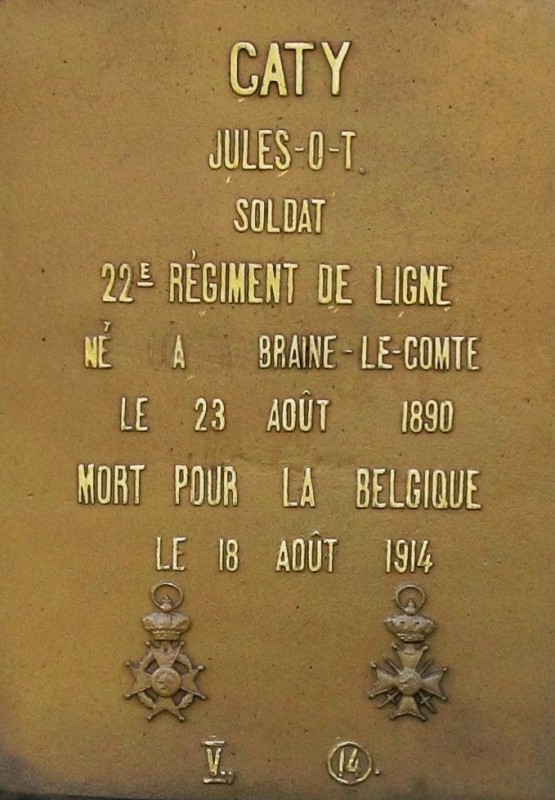 CATY
JULES-O-T.
SOLDAT
22E RÉGIMENT DE LIGNE
NÉ A BRAINE-LE-COMTE
LE 23 AOÛT 1890
MORT POUR LA BELGIQUE
LE 18 AOÛT 1914
V. 14.